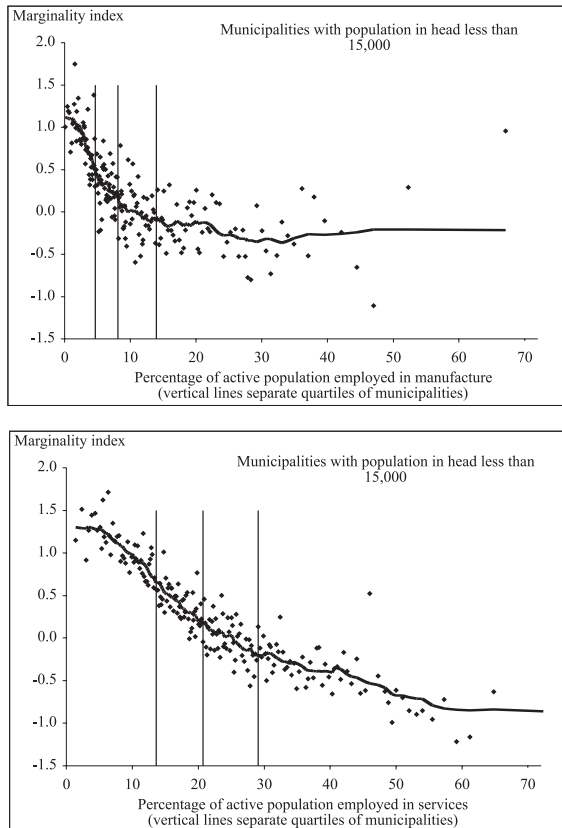 Marginality index
Municipalities with population in head less than
15,000
2.0
1.5
1.0
0.5
0.0
-0.5
-1.0
-1.5
0 10 20 30 40 50 60 70
Percentage of active population employed in manufacture
(vertical lines separate quartiles of municipalities)
Marginality index
Municipalities with population in head less than
15,000
2.0
1.5
1.0
0.5
0.0
-0.5
-1.0
-1.5
0 10 20 30 40 50 60 70
Percentage of active population employed in services
(vertical lines separate quartiles of municipalities)